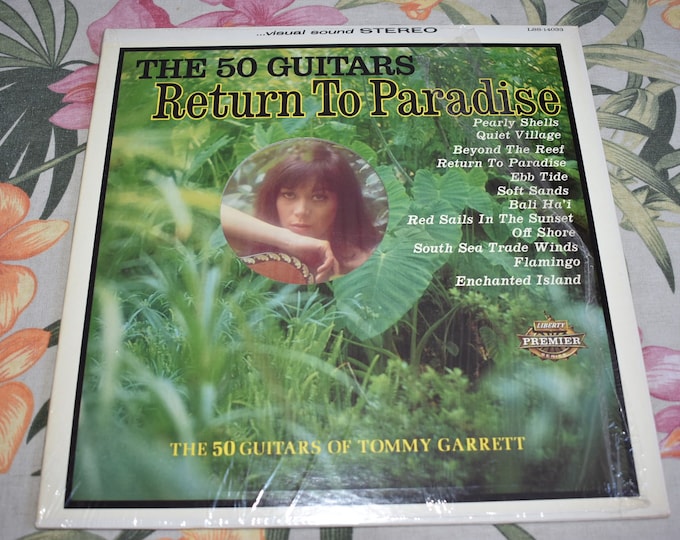 ...visual sound STEREO
THE 50 GUITARS
Return To Paradise
Pearly Shells
Quiet Village
Beyond The Reef
Return To Paradise
Ebb Tide
Soft Sands
Bali Ha'i
Red Sails In The Sunset
Off Shore
South Sea Trade Winds
Flamingo
Enchanted Island
LIBERTY
PREMIER
THE 50 GUITARS OF TOMMY GARRETT